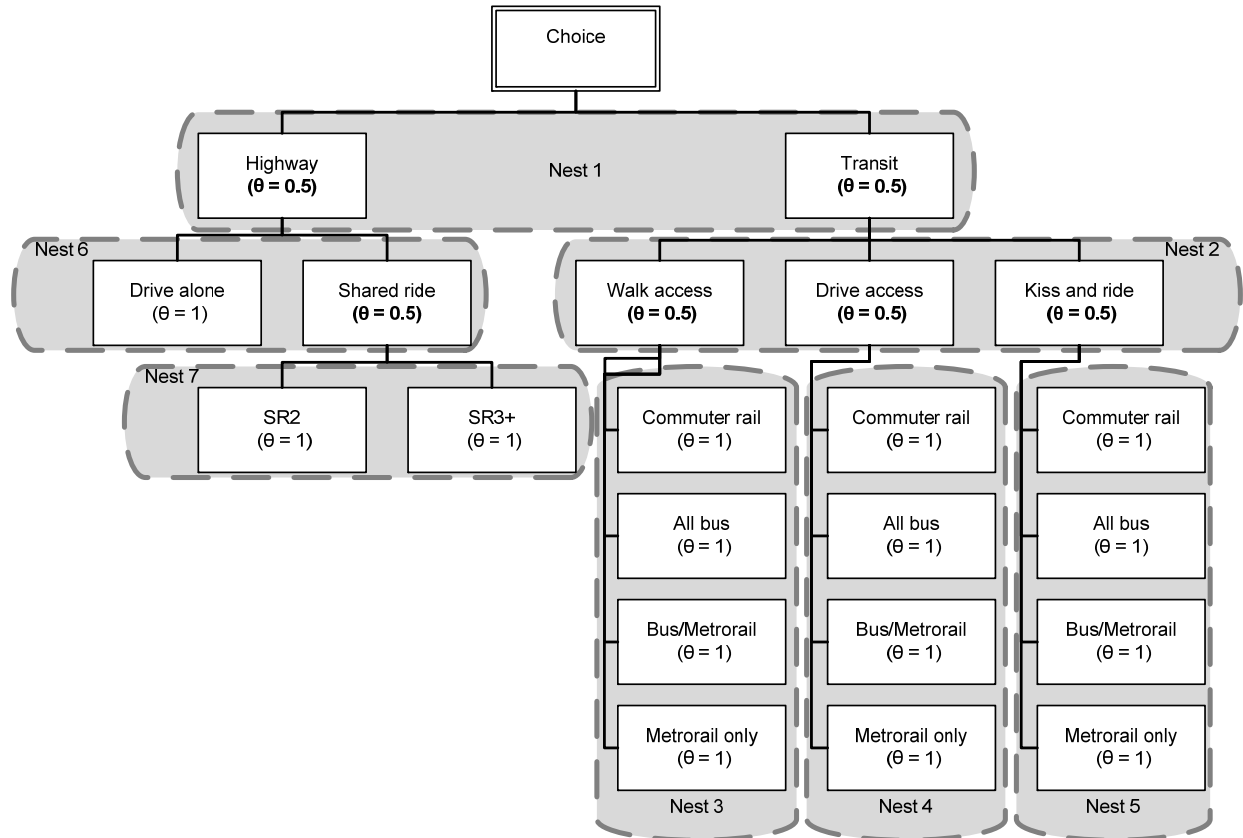 Choice
Highway
(θ = 0.5)
Nest 1
Transit
(θ = 0.5)
Nest 6
Nest 2
Drive alone
(θ = 1)
Shared ride
(θ = 0.5)
Walk access
(θ = 0.5)
Drive access
(θ = 0.5)
Kiss and ride
(θ = 0.5)
Nest 7
SR2
(θ = 1)
SR3+
(θ = 1)
Commuter rail
(θ = 1)
Commuter rail
(θ = 1)
Commuter rail
(θ = 1)
All bus
(θ = 1)
All bus
(θ = 1)
All bus
(θ = 1)
Bus/Metrorail
(θ = 1)
Bus/Metrorail
(θ = 1)
Bus/Metrorail
(θ = 1)
Metrorail only
(θ = 1)
Metrorail only
(θ = 1)
Metrorail only
(θ = 1)
Nest 3
Nest 4
Nest 5